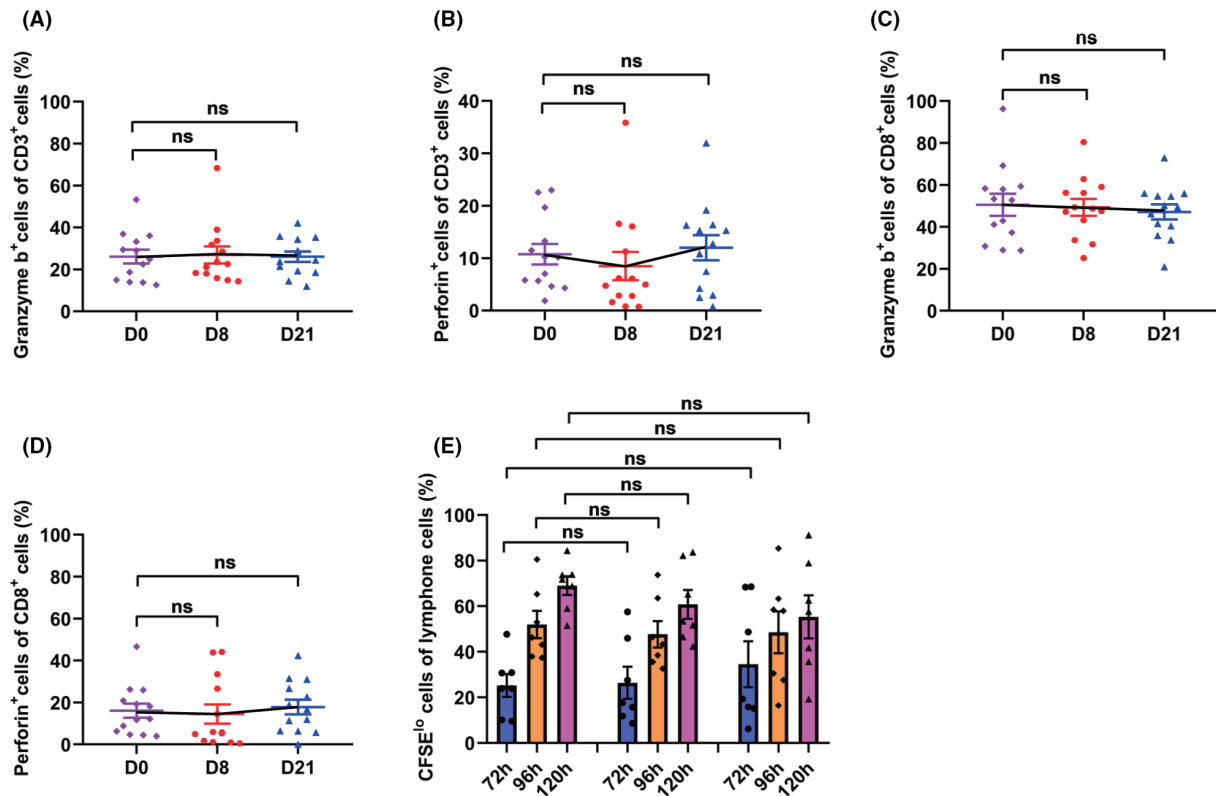 (A)
Granzyme b+ cells of CD3+ cells (%)
100
80
60
40
20
0
ns
ns
D0 D8 D21
(B)
Perforin+ cells of CD3+ cells (%)
40
30
20
10
0
ns
ns
D0 D8 D21
(C)
Granzyme b+ cells of CD8+ cells (%)
100
80
60
40
20
0
ns
ns
D0 D8 D21
(D)
Perforin+ cells of CD8+ cells (%)
100
80
60
40
20
0
ns
ns
D0 D8 D21
(E)
CFSElo cells of lymphone cells (%)
100
80
60
40
20
0
ns
ns
ns
ns
ns
ns
72h 96h 120h 72h 96h 120h 72h 96h 120h